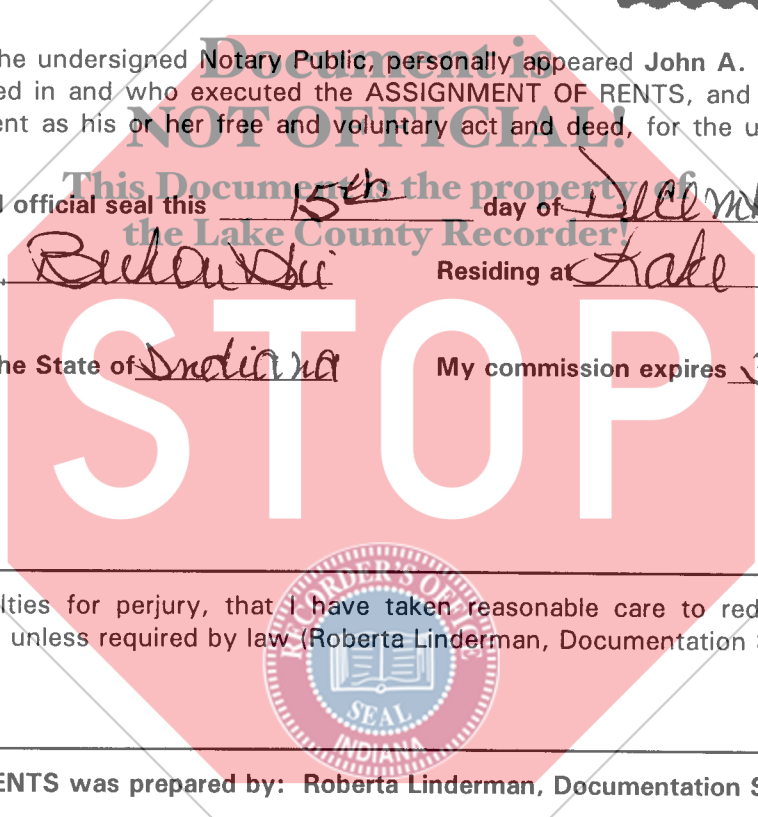 Document is
he undersigned Notary Public, personally appeared John A.
ed in and who executed the ASSIGNMENT OF RENTS, and
NOT OFFICIAL!
ent as his or her free and voluntary act and deed, for the u
This Document is the property of
l official seal this 15th day of Decem
the Lake County Recorder!
Residing at Lake
he State of Indiana My commission expires
STOP
RECORDER'S OFFICE
lties for perjury, that I have taken reasonable care to red
unless required by law (Roberta Linderman, Documentation
SEAL
INDIANA
ENTS was prepared by: Roberta Linderman, Documentation S